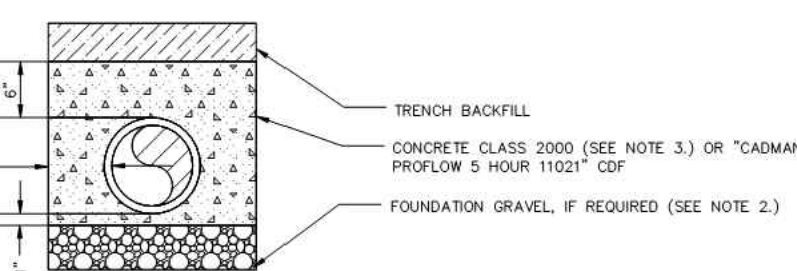 6"
TRENCH BACKFILL
CONCRETE CLASS 2000 (SEE NOTE 3.) OR "CADMAN
PROFLOW 5 HOUR 11021" CDF
FOUNDATION GRAVEL, IF REQUIRED (SEE NOTE 2.)